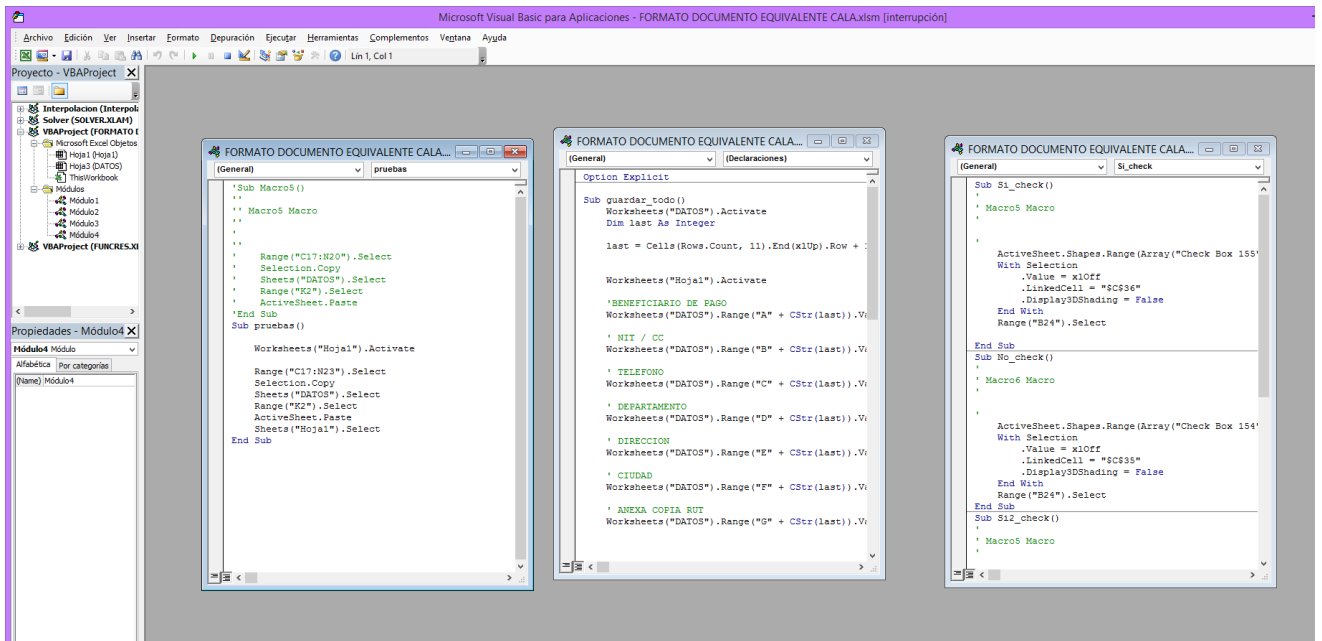 Microsoft Visual Basic para Aplicaciones - FORMATO DOCUMENTO EQUIVALENTE CALA.xlsm [interrupción]
Archivo Edición Ver Insertar Formato Depuración Ejecutar Herramientas Complementos Ventana Ayuda
Lín 1, Col 1
Proyecto - VBAProject
Interpolacion (Interpola
Solver (SOLVER.XLAM)
VBAProject (FORMATO D
Microsoft Excel Objetos
Hoja1 (Hoja1)
Hoja3 (DATOS)
ThisWorkbook
Módulos
Módulo1
Módulo2
Módulo3
Módulo4
VBAProject (FUNCRES.XL
Propiedades - Módulo4
Módulo4 Módulo
Alfabética Por categorías
(Name) Módulo4
FORMATO DOCUMENTO EQUIVALENTE CALA....
(General) pruebas
'Sub Macro5()
''
'' Macro5 Macro
''
'
''
' Range("C17:N20").Select
' Selection.Copy
' Sheets("DATOS").Select
' Range("K2").Select
' ActiveSheet.Paste
'End Sub
Sub pruebas()
Worksheets("Hoja1").Activate
Range("C17:N23").Select
Selection.Copy
Sheets("DATOS").Select
Range("K2").Select
ActiveSheet.Paste
Sheets("Hoja1").Select
End Sub
FORMATO DOCUMENTO EQUIVALENTE CALA....
(General) (Declaraciones)
Option Explicit
Sub guardar_todo()
Worksheets("DATOS").Activate
Dim last As Integer
last = Cells(Rows.Count, 11).End(xlUp).Row +
Worksheets("Hoja1").Activate
'BENEFICIARIO DE PAGO
Worksheets("DATOS").Range("A" + CStr(last)).Va
' NIT / CC
Worksheets("DATOS").Range("B" + CStr(last)).Va
' TELEFONO
Worksheets("DATOS").Range("C" + CStr(last)).Va
' DEPARTAMENTO
Worksheets("DATOS").Range("D" + CStr(last)).Va
' DIRECCION
Worksheets("DATOS").Range("E" + CStr(last)).Va
' CIUDAD
Worksheets("DATOS").Range("F" + CStr(last)).Va
' ANEXA COPIA RUT
Worksheets("DATOS").Range("G" + CStr(last)).Va
FORMATO DOCUMENTO EQUIVALENTE CALA....
(General) Si_check
Sub Si_check()
'
' Macro5 Macro
'
'
ActiveSheet.Shapes.Range(Array("Check Box 155"
With Selection
.Value = xlOff
.LinkedCell = "$C$36"
.Display3DShading = False
End With
Range("B24").Select
End Sub
Sub No_check()
'
' Macro6 Macro
'
'
ActiveSheet.Shapes.Range(Array("Check Box 154"
With Selection
.Value = xlOff
.LinkedCell = "$C$35"
.Display3DShading = False
End With
Range("B24").Select
End Sub
Sub Si2_check()
'
' Macro5 Macro
'